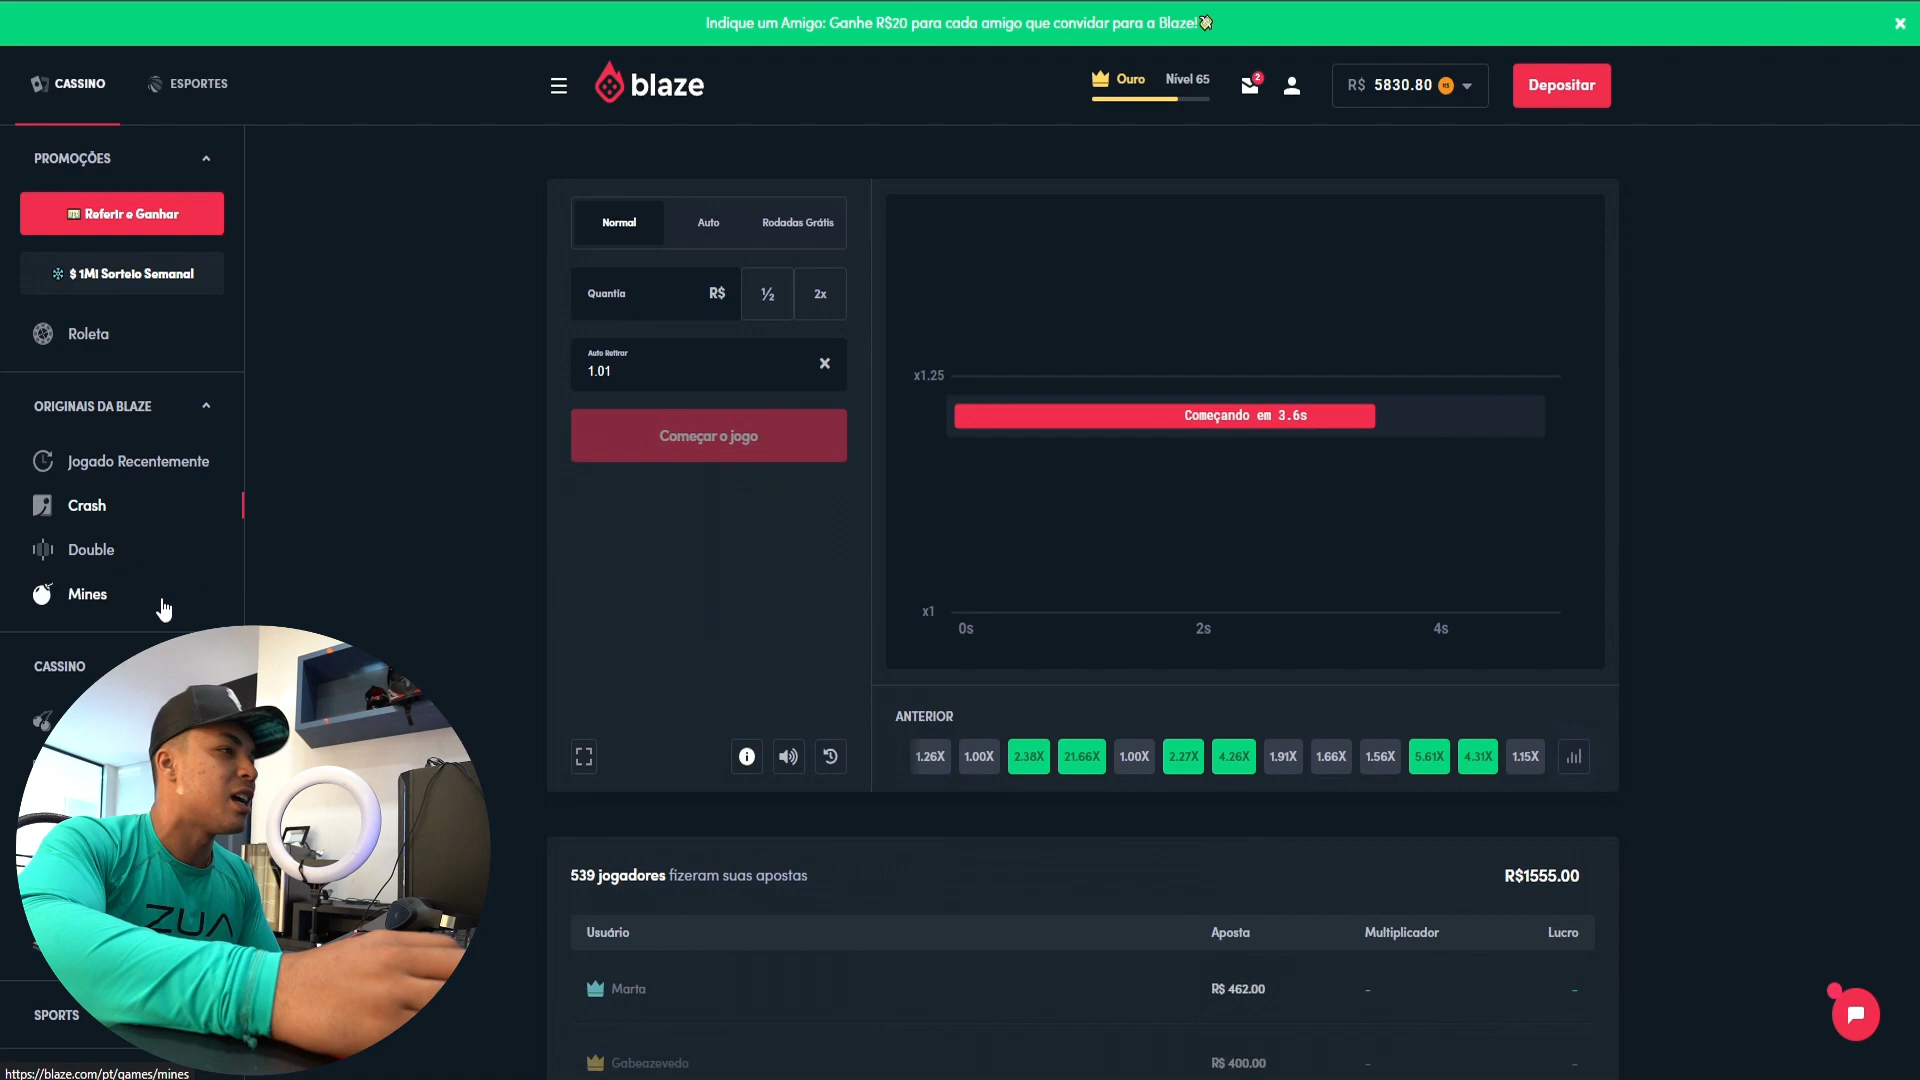 Indique um Amigo: Ganhe R$20 para cada amigo que convidar para a Blaze!
CASSINO
ESPORTES
blaze
Ouro
Nível 65
2
R$ 5830.80
R$
Depositar
PROMOÇÕES
Referir e Ganhar
$ 1MI Sorteio Semanal
Roleta
ORIGINAIS DA BLAZE
Jogado Recentemente
Crash
Double
Mines
CASSINO
SPORTS
https://blaze.com/pt/games/mines
ZUA
Normal
Auto
Rodadas Grátis
Quantia
R$
½
2x
Auto Retirar
1.01
Começar o jogo
x1.25
Começando em 3.6s
x1
0s
2s
4s
ANTERIOR
1.26X
1.00X
2.38X
21.66X
1.00X
2.27X
4.26X
1.91X
1.66X
1.56X
5.61X
4.31X
1.15X
539 jogadores fizeram suas apostas
R$1555.00
Usuário
Aposta
Multiplicador
Lucro
Marta
R$ 462.00
-
-
Gabeazevedo
R$ 400.00
-
-